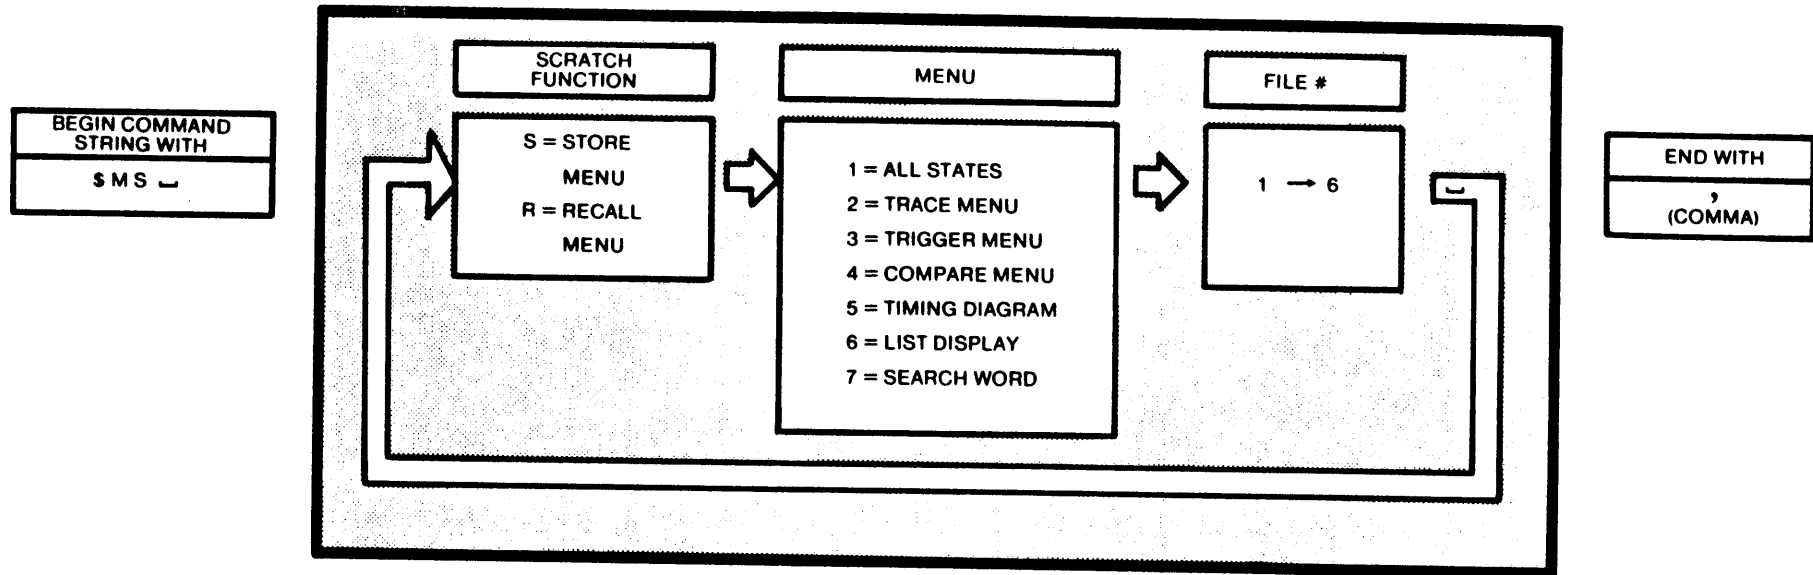 BEGIN COMMAND
STRING WITH
$ M S ⎵
SCRATCH
FUNCTION
S = STORE
MENU
R = RECALL
MENU
MENU
1 = ALL STATES
2 = TRACE MENU
3 = TRIGGER MENU
4 = COMPARE MENU
5 = TIMING DIAGRAM
6 = LIST DISPLAY
7 = SEARCH WORD
FILE #
1 → 6
⎵
END WITH
,
(COMMA)